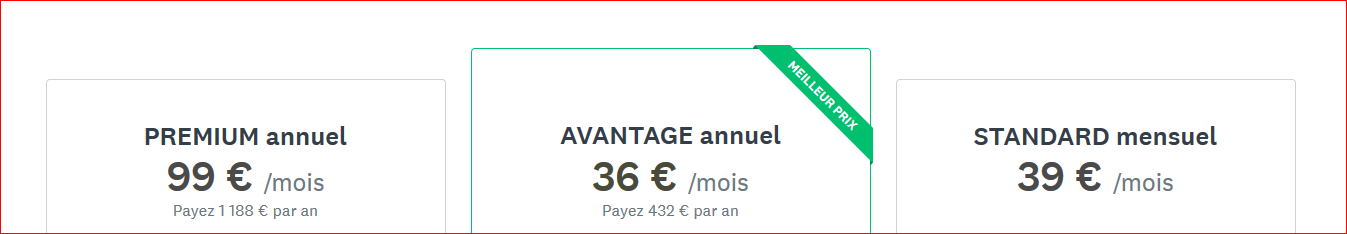 PREMIUM annuel
99 € /mois
Payez 1 188 € par an
MEILLEUR PRIX
AVANTAGE annuel
36 € /mois
Payez 432 € par an
STANDARD mensuel
39 € /mois